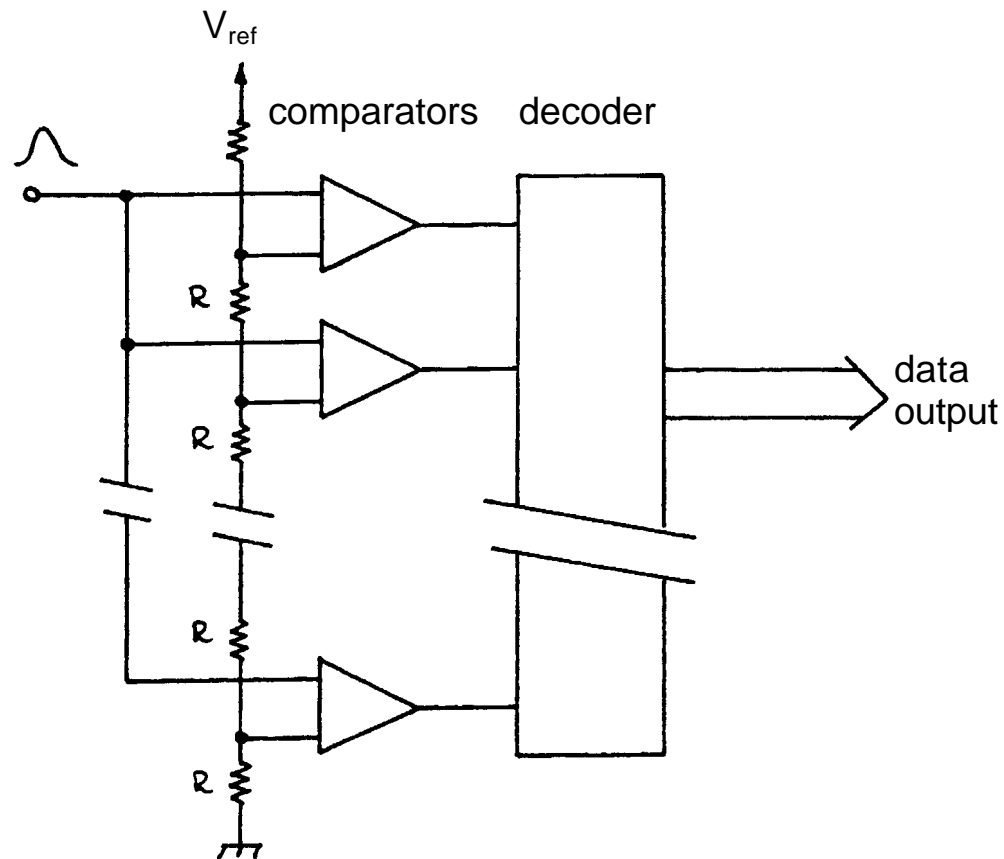 V_ref
comparators decoder
R
R
data
output
R
R